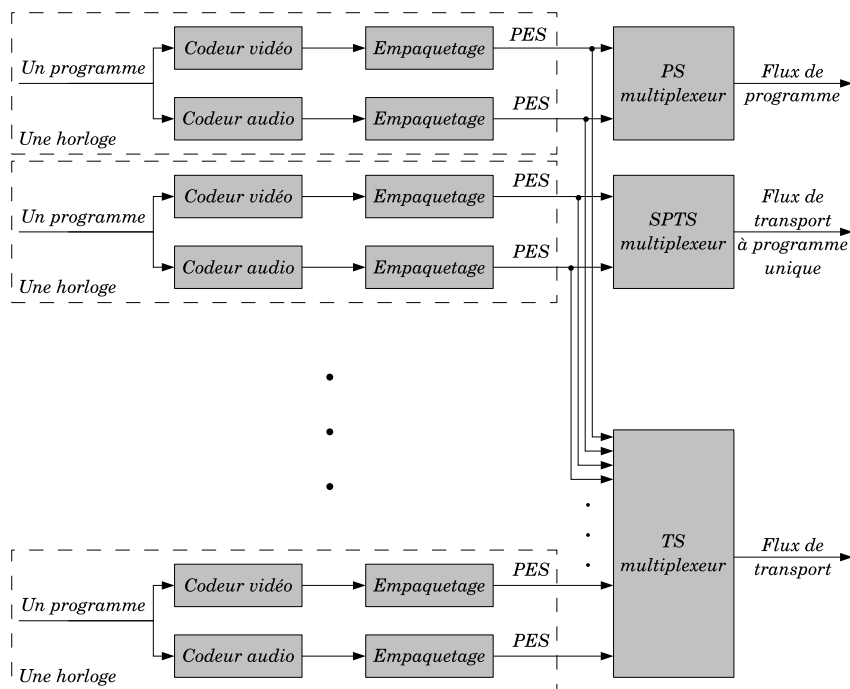 PES
Codeur vidéo
Empaquetage
Un programme
PS
multiplexeur
Flux de
programme
PES
Codeur audio
Empaquetage
Une horloge
PES
Codeur vidéo
Empaquetage
Un programme
SPTS
multiplexeur
Flux de
transport
à programme
unique
PES
Codeur audio
Empaquetage
Une horloge
TS
multiplexeur
Flux de
transport
PES
Codeur vidéo
Empaquetage
Un programme
PES
Codeur audio
Empaquetage
Une horloge